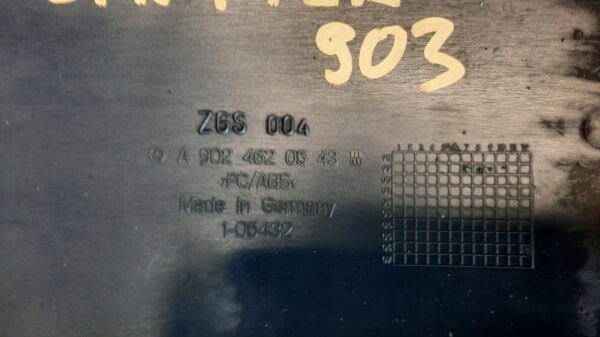 903
ZGS 004
A 902 462 05 43
>PC/ABS<
Made in Germany
1-05432